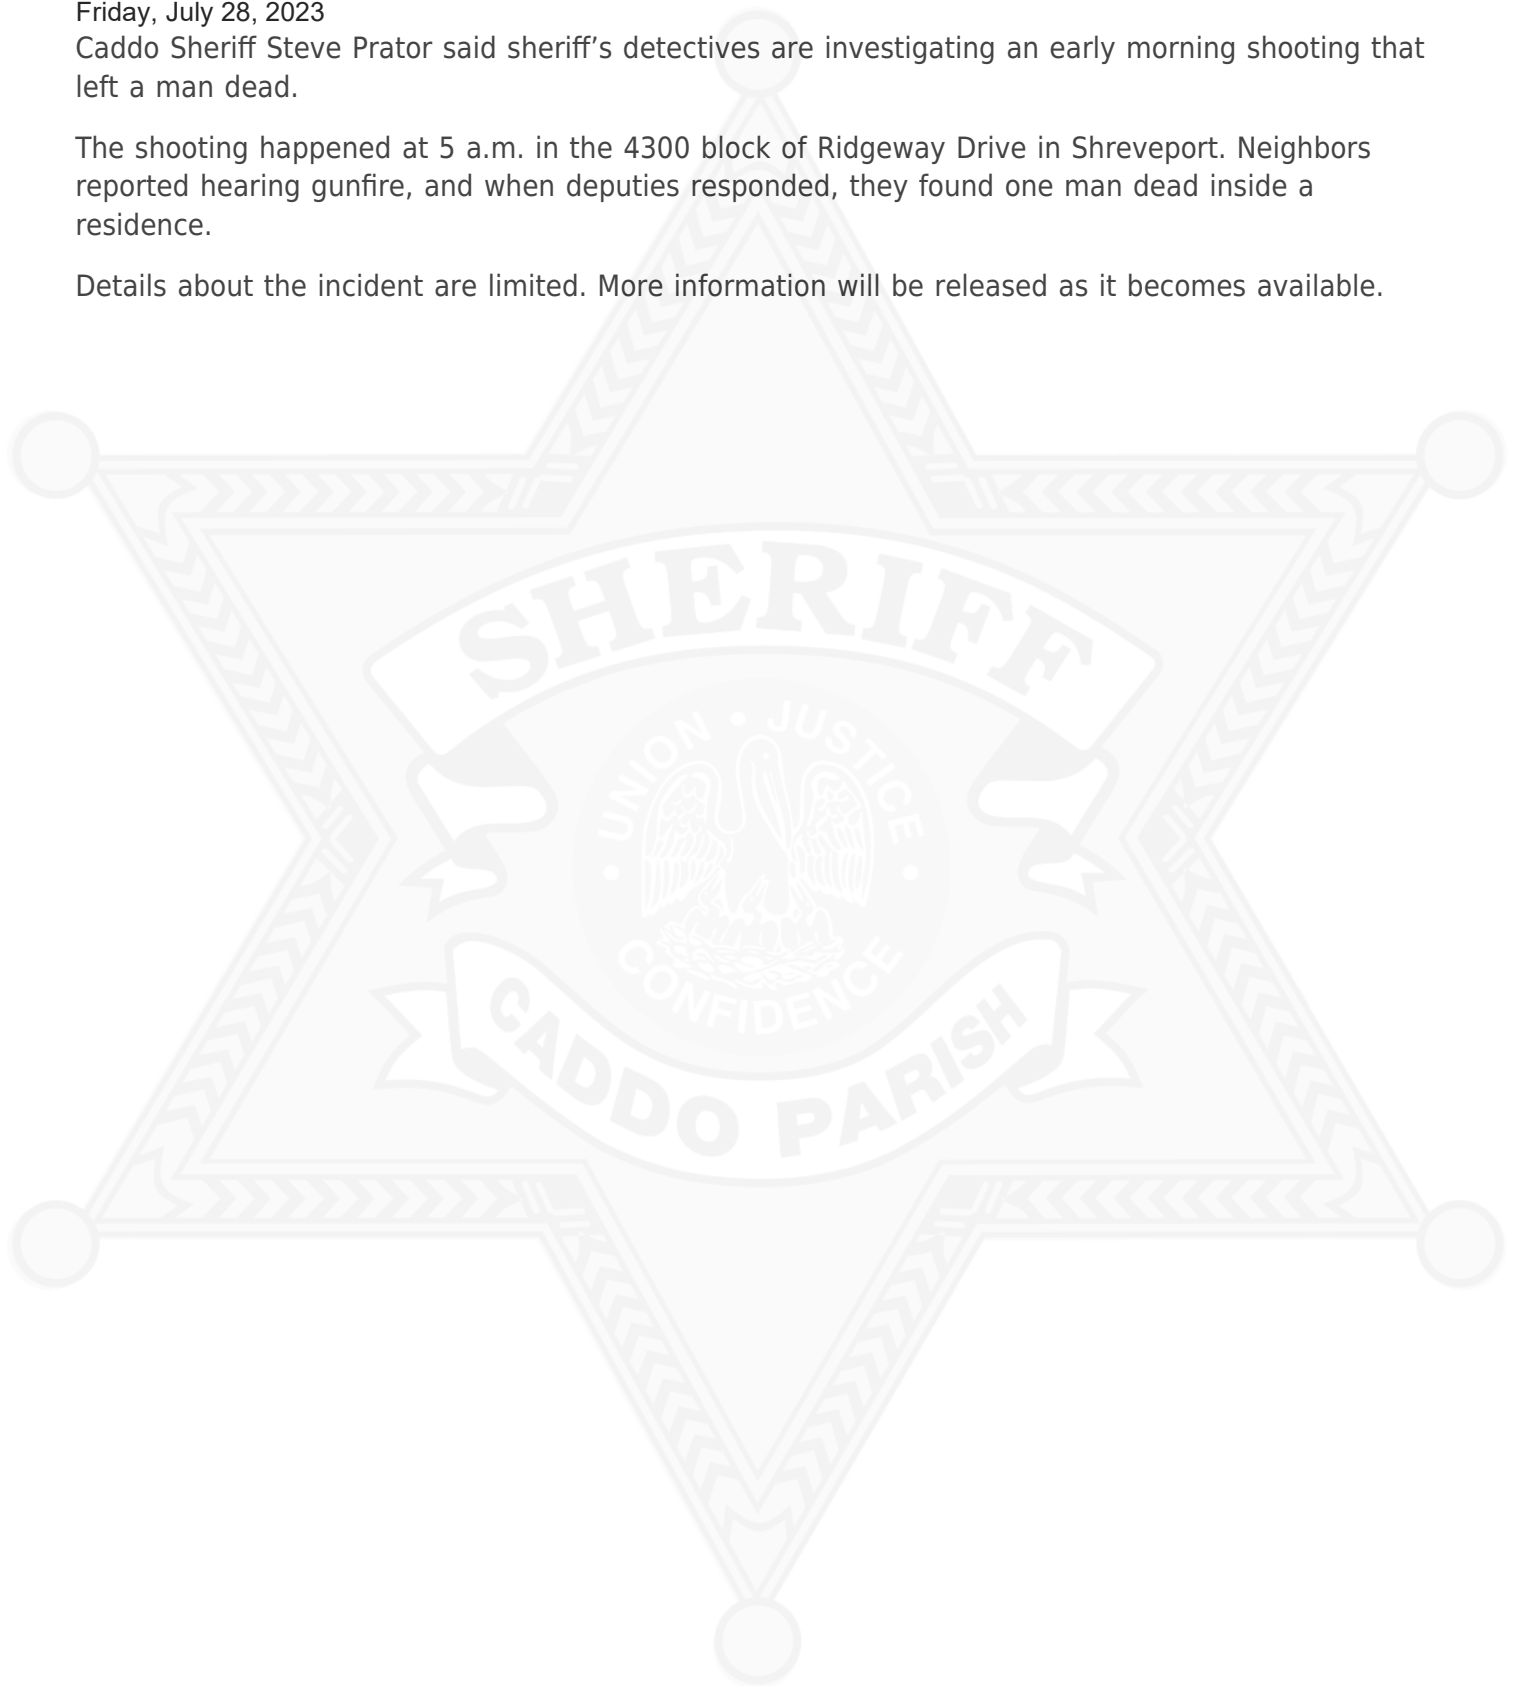 Friday, July 28, 2023
Caddo Sheriff Steve Prator said sheriff’s detectives are investigating an early morning shooting that
left a man dead.
The shooting happened at 5 a.m. in the 4300 block of Ridgeway Drive in Shreveport. Neighbors
reported hearing gunfire, and when deputies responded, they found one man dead inside a
residence.
Details about the incident are limited. More information will be released as it becomes available.
SHERIFF
UNION • JUSTICE
• CONFIDENCE •
CADDO PARISH